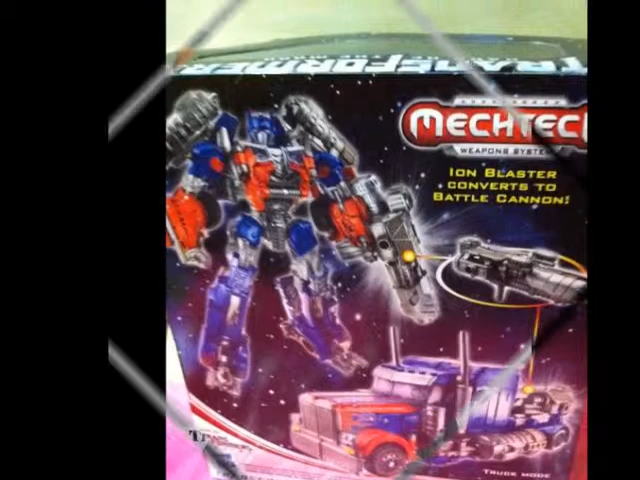 TRANSFORMERS
MECHTECH
WEAPONS SYSTEM
ION BLASTER
CONVERTS TO
BATTLE CANNON!
TRUCK MODE